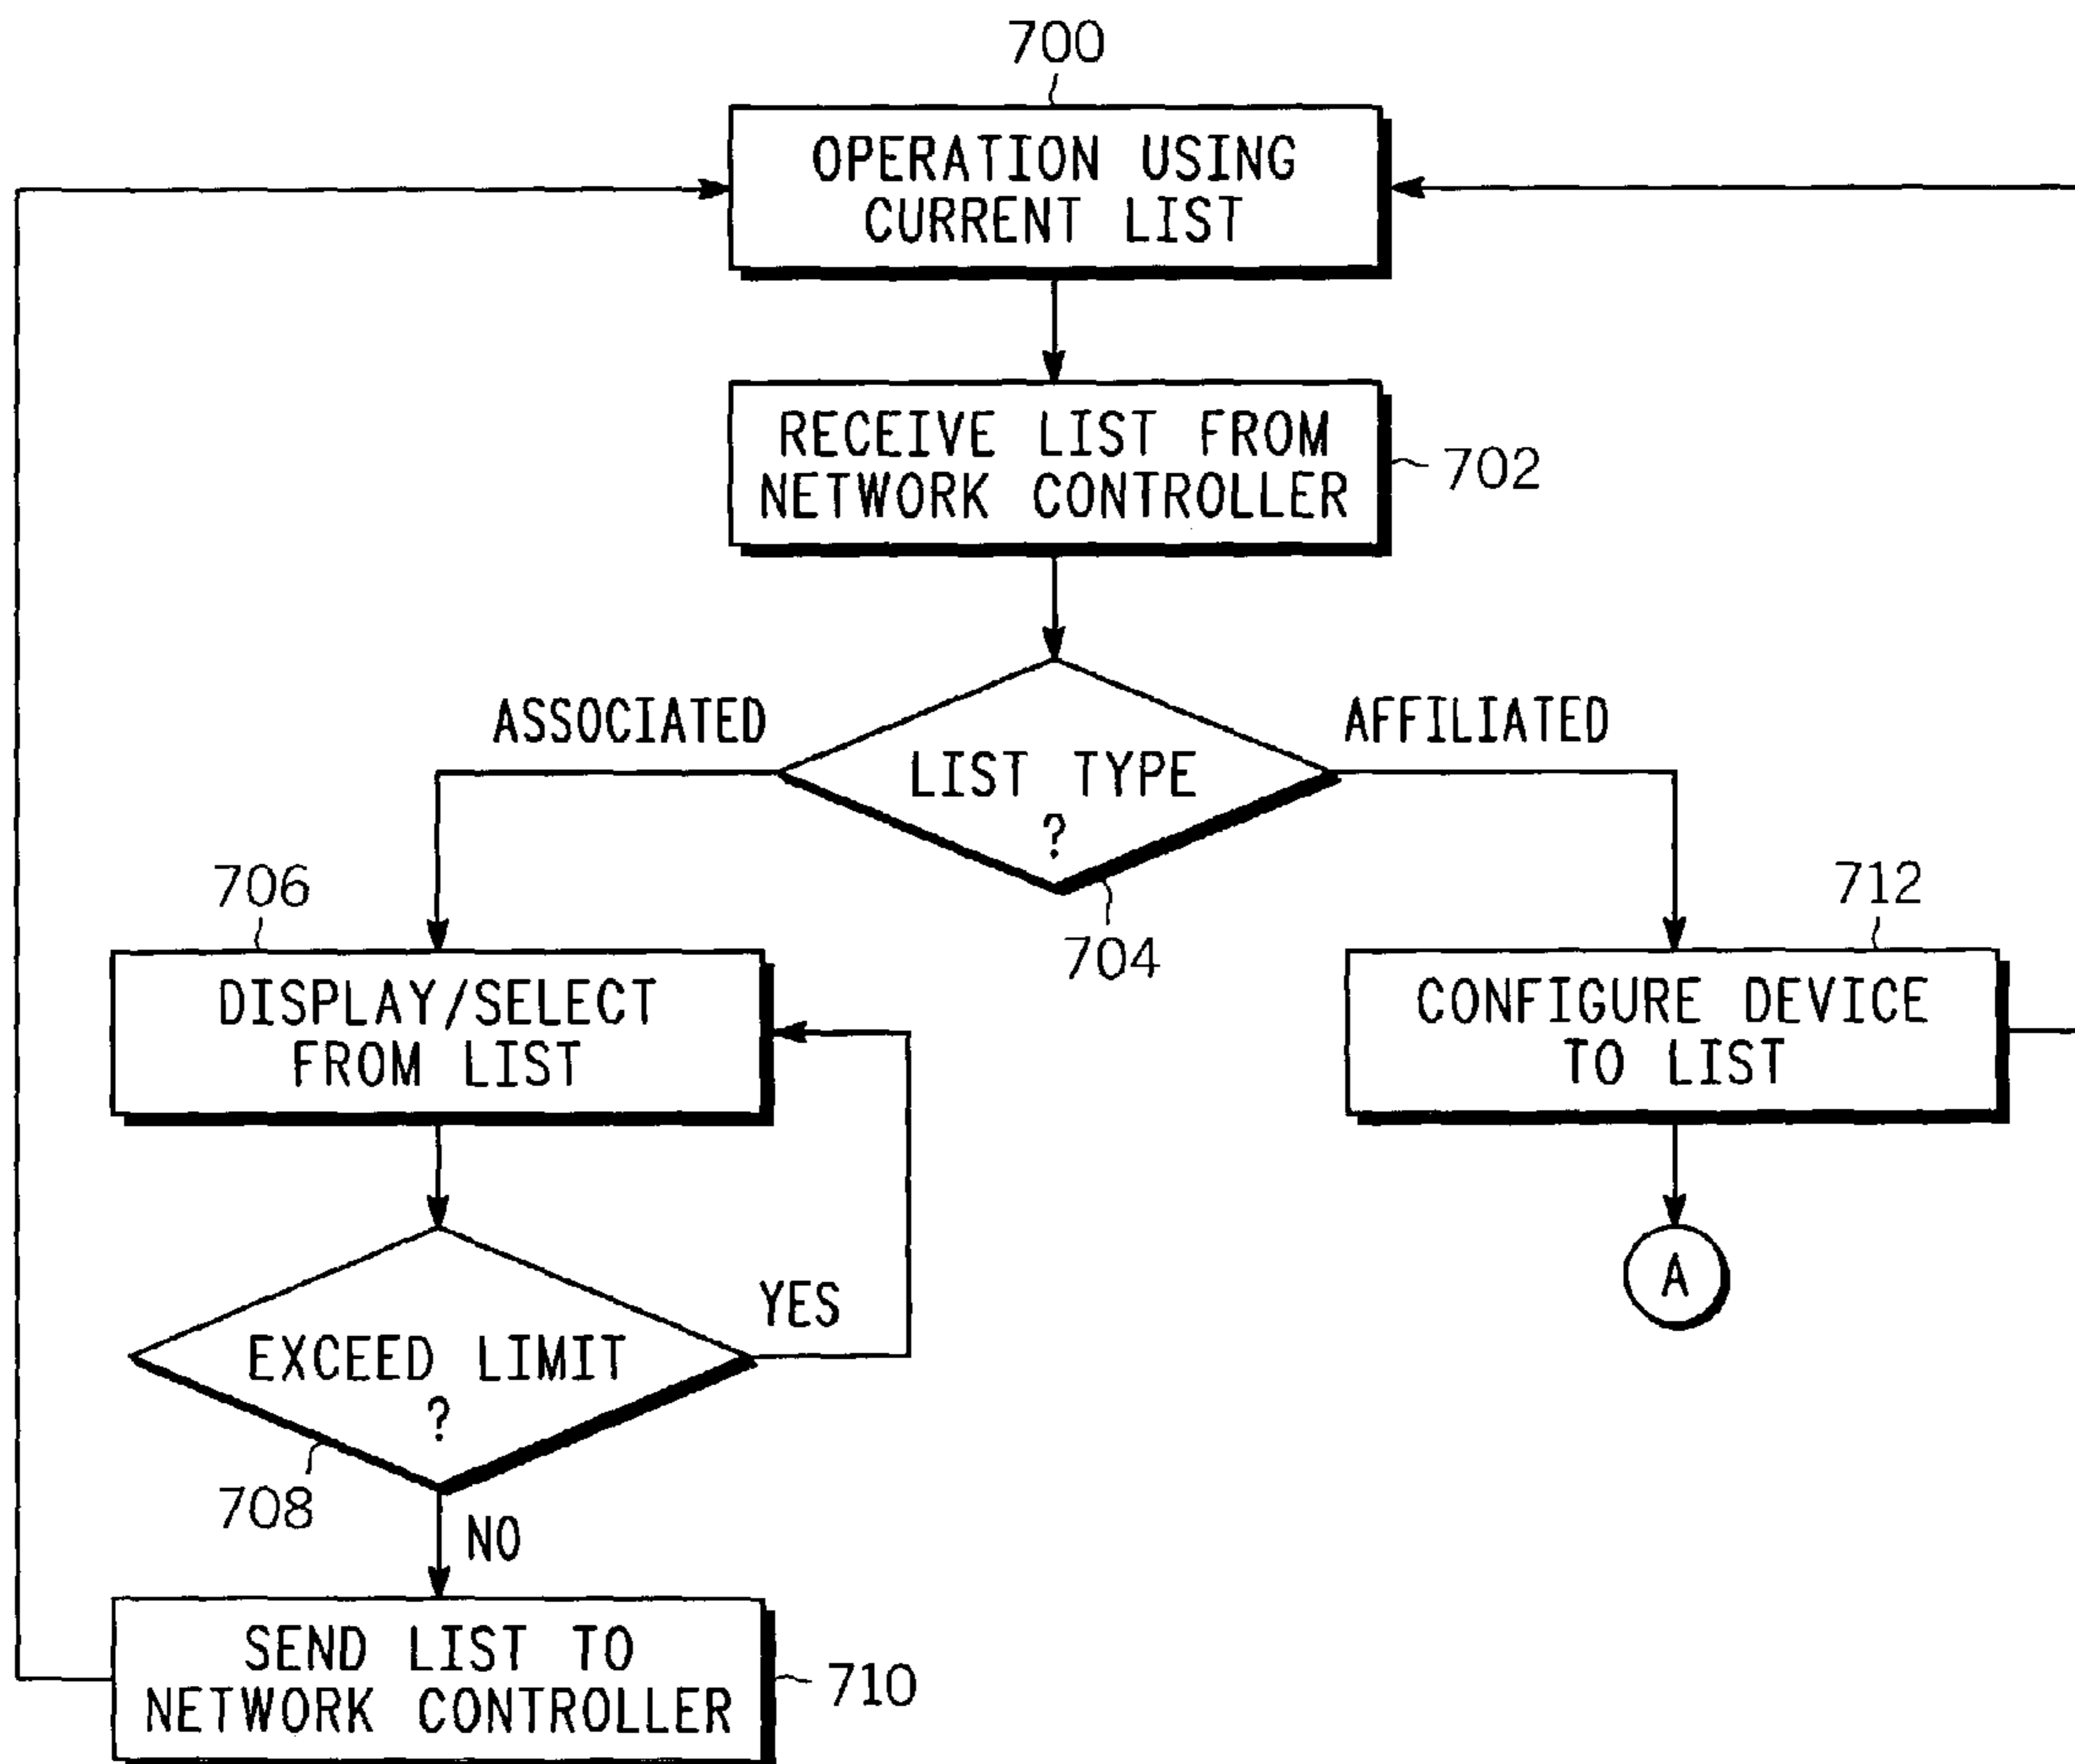 700
OPERATION USING
CURRENT LIST
RECEIVE LIST FROM
NETWORK CONTROLLER
702
ASSOCIATED
AFFILIATED
LIST TYPE
?
704
706
DISPLAY/SELECT
FROM LIST
712
CONFIGURE DEVICE
TO LIST
A
YES
EXCEED LIMIT
?
708
NO
SEND LIST TO
NETWORK CONTROLLER
710